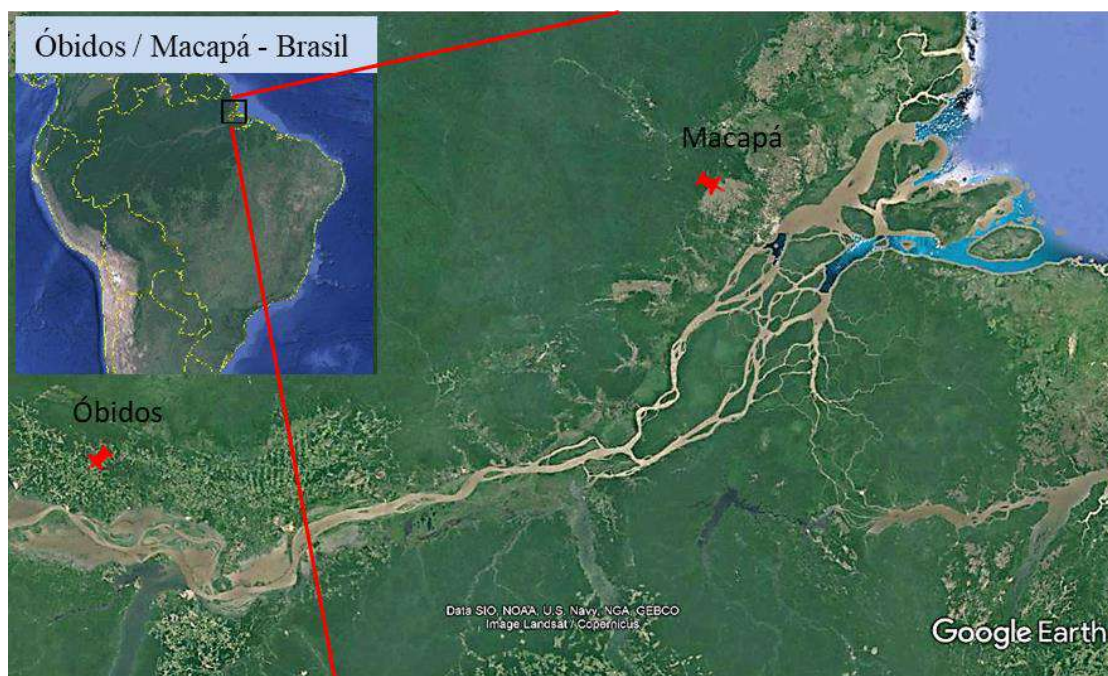 Óbidos / Macapá - Brasil
Macapá
Óbidos
Data SIO, NOAA, U.S. Navy, NGA, GEBCO
Image Landsat / Copernicus
Google Earth